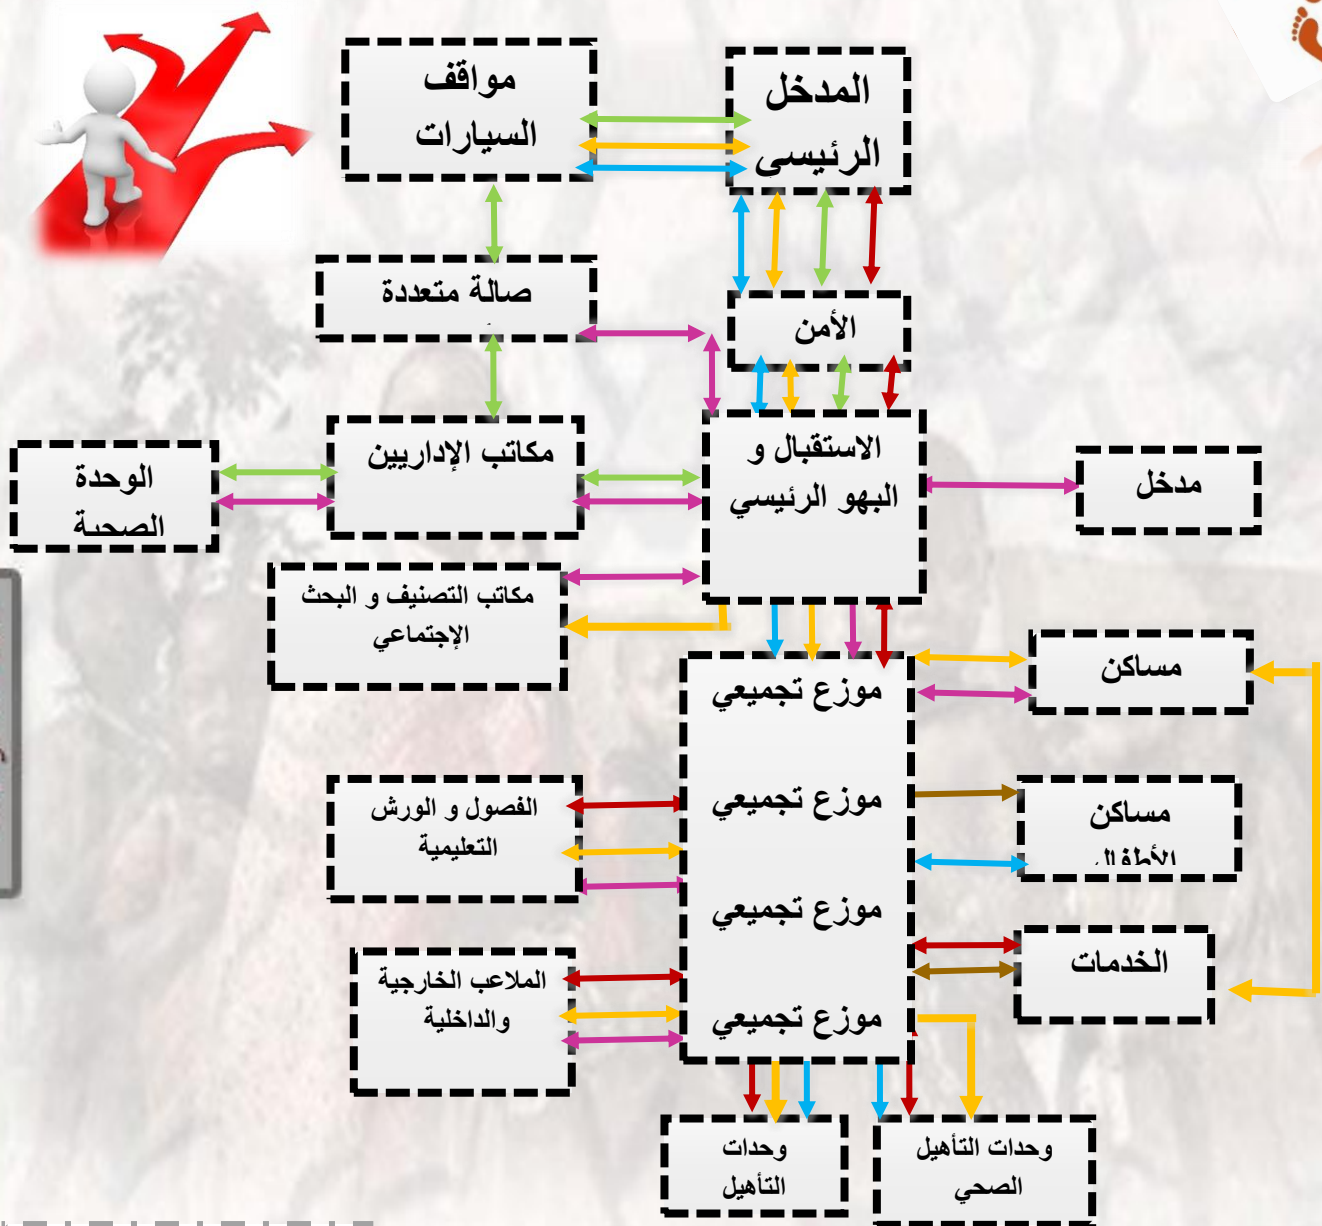 مواقف
السيارات
المدخل
الرئيسى
صالة متعددة
الأمن
الوحدة
الصحية
مكاتب الإداريين
الاستقبال و
البهو الرئيسي
مدخل
مكاتب التصنيف و البحث
الإجتماعي
موزع تجميعي
موزع تجميعي
موزع تجميعي
موزع تجميعي
مساكن
الفصول و الورش
التعليمية
مساكن
الأطفال
الملاعب الخارجية
والداخلية
الخدمات
وحدات
التأهيل
وحدات التأهيل
الصحي